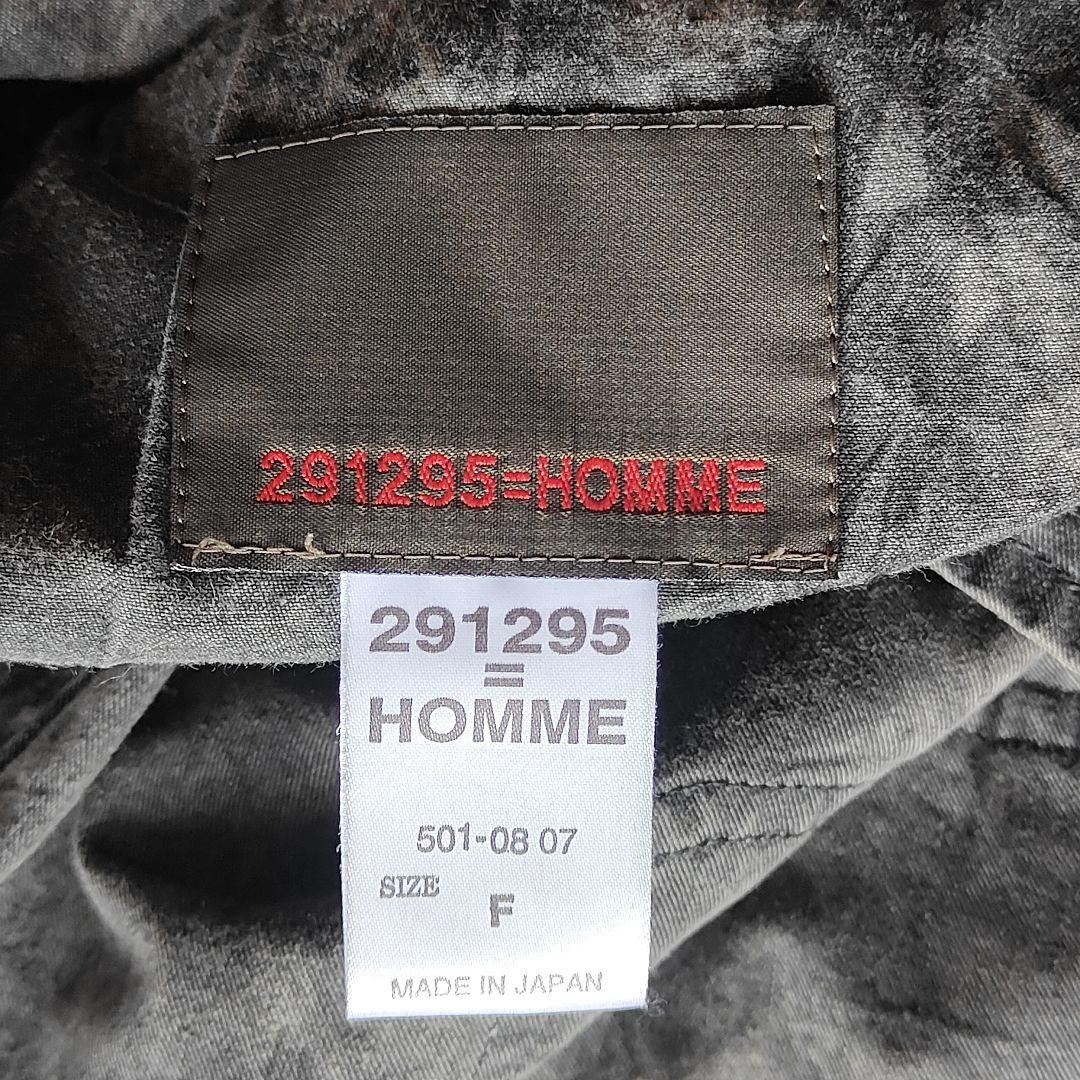 291295=HOMME
291295
=
HOMME
501-08 07
SIZE
F
MADE IN JAPAN